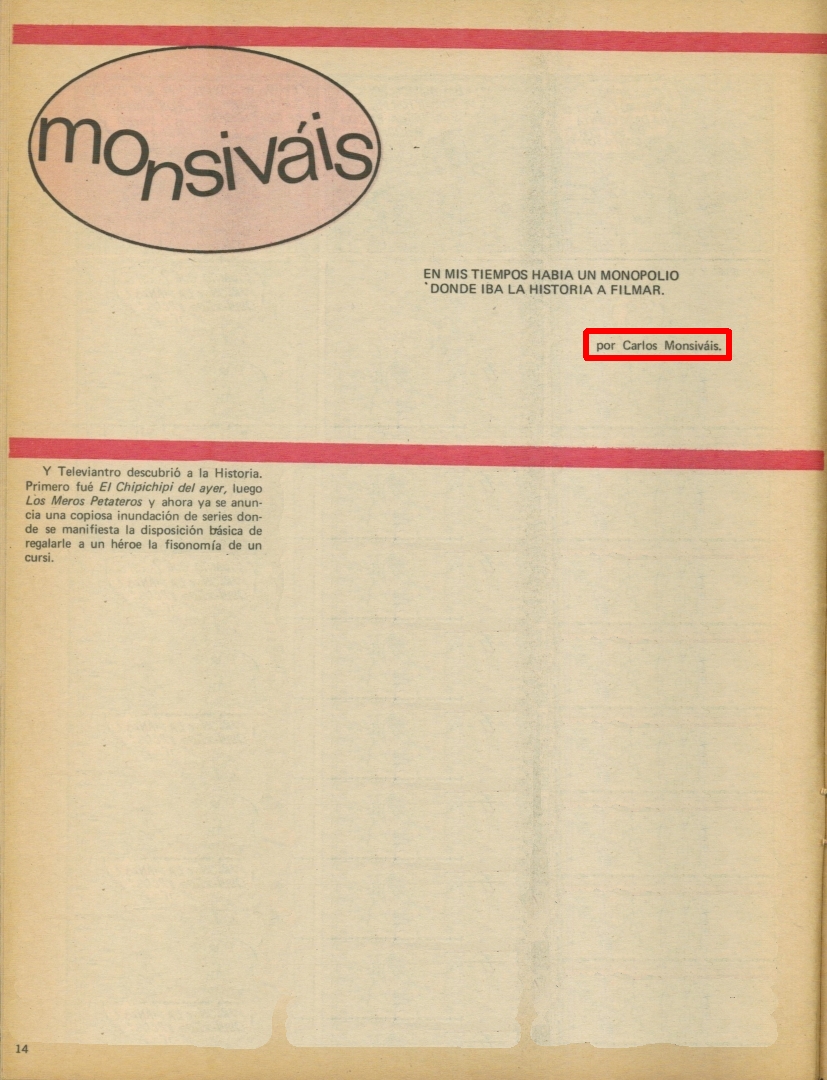 monsiváis
EN MIS TIEMPOS HABIA UN MONOPOLIO
DONDE IBA LA HISTORIA A FILMAR.
por Carlos Monsiváis.
Y Televiantro descubrió a la Historia.
Primero fué El Chipichipi del ayer, luego
Los Meros Petateros y ahora ya se anun-
cia una copiosa inundación de series don-
de se manifiesta la disposición básica de
regalarle a un héroe la fisonomía de un
cursi.
14